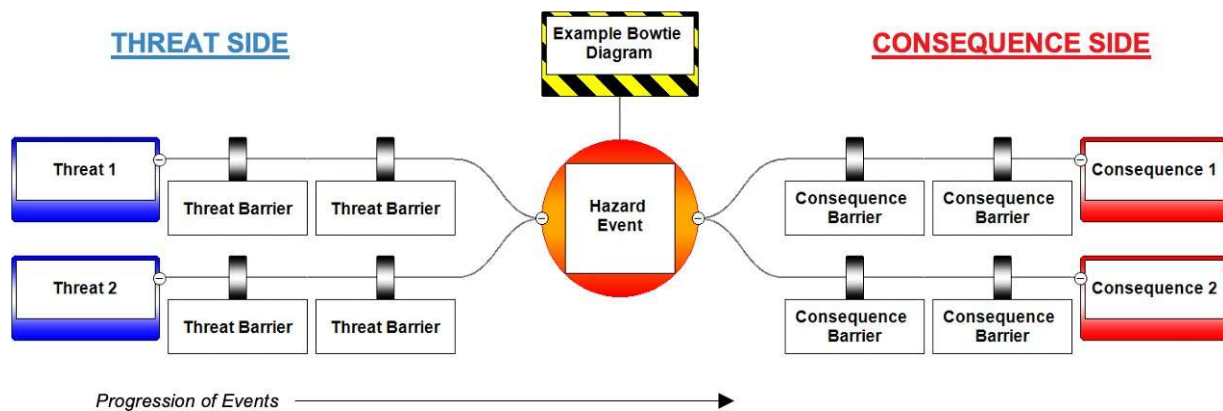 THREAT SIDE
Example Bowtie
Diagram
CONSEQUENCE SIDE
Threat 1
Threat Barrier
Threat Barrier
Hazard
Event
Consequence
Barrier
Consequence
Barrier
Consequence 1
Threat 2
Threat Barrier
Threat Barrier
Consequence
Barrier
Consequence
Barrier
Consequence 2
Progression of Events